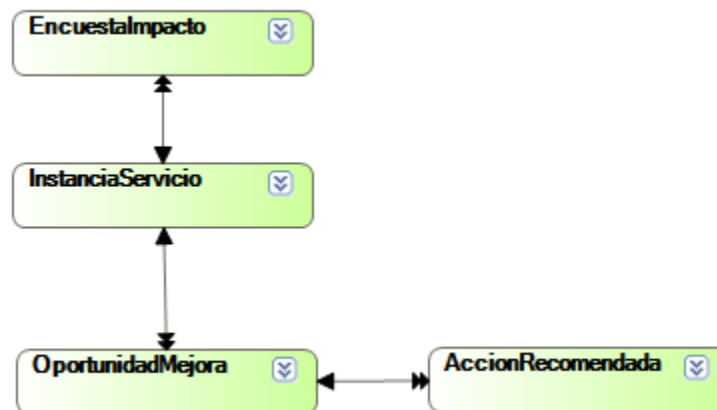 EncuestaImpacto
InstanciaServicio
OportunidadMejora
AccionRecomendada